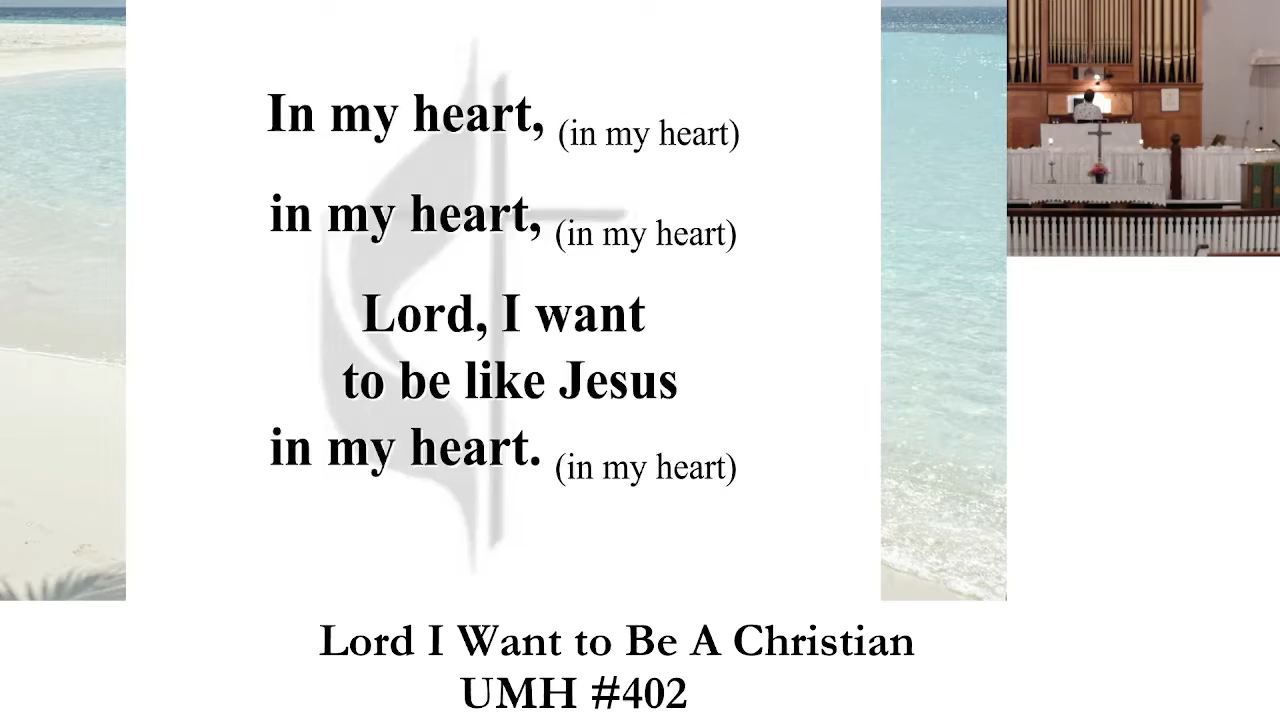 In my heart, (in my heart)
in my heart, (in my heart)
Lord, I want
to be like Jesus
in my heart. (in my heart)
Lord I Want to Be A Christian
UMH #402